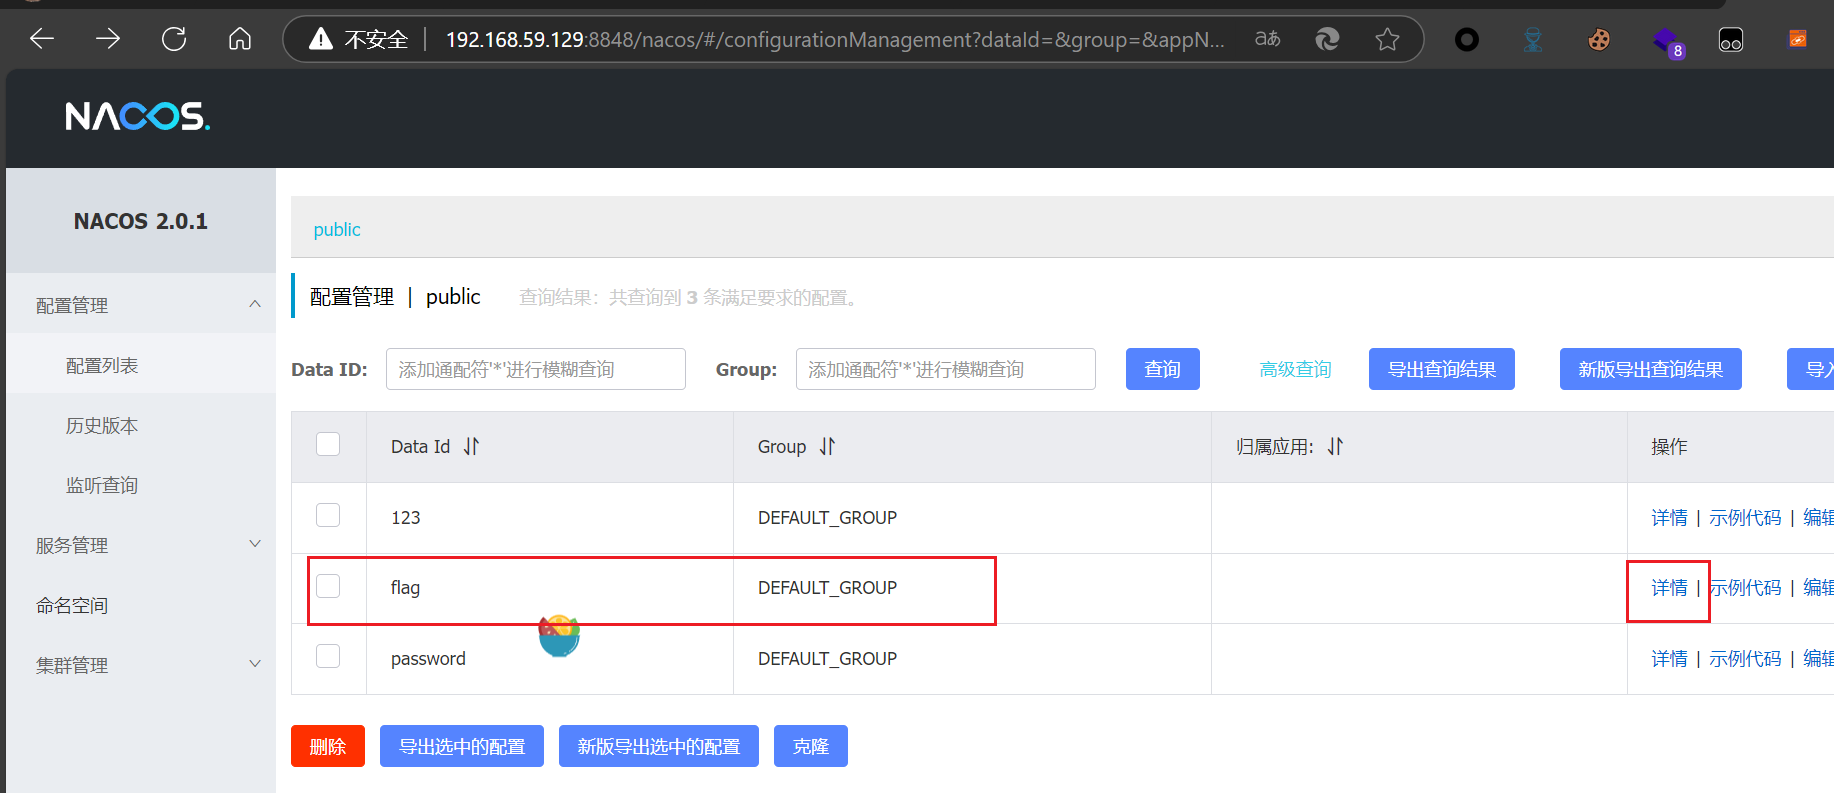 不安全 192.168.59.129:8848/nacos/#/configurationManagement?dataId=&group=&appN...
8
NACOS.
NACOS 2.0.1
public
配置管理
配置管理 | public 查询结果：共查询到 3 条满足要求的配置。
配置列表
Data ID: 添加通配符'*'进行模糊查询 Group: 添加通配符'*'进行模糊查询 查询 高级查询 导出查询结果 新版导出查询结果 导入
历史版本
Data Id Group 归属应用: 操作
监听查询
123 DEFAULT_GROUP 详情 | 示例代码 | 编辑
服务管理
flag DEFAULT_GROUP 详情 | 示例代码 | 编辑
命名空间
password DEFAULT_GROUP 详情 | 示例代码 | 编辑
集群管理
删除 导出选中的配置 新版导出选中的配置 克隆